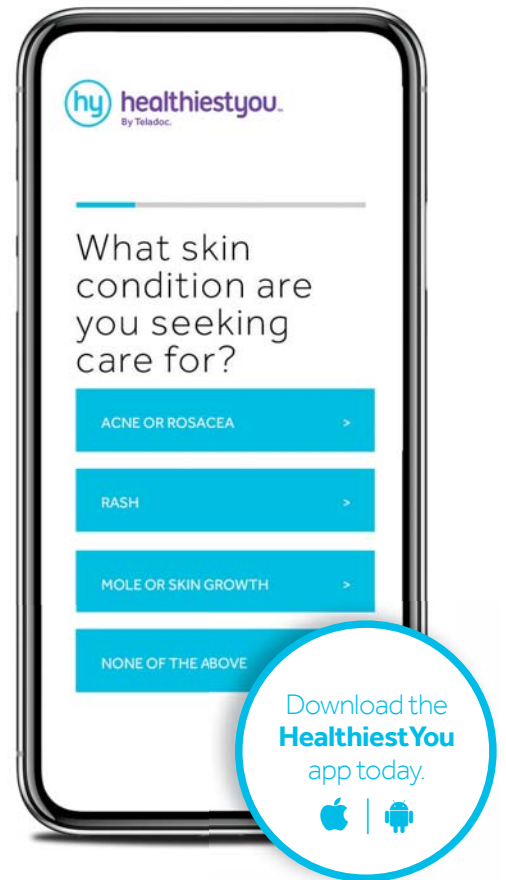 hy healthiestyou™
By Teladoc.
What skin
condition are
you seeking
care for?
ACNE OR ROSACEA >
RASH >
MOLE OR SKIN GROWTH >
NONE OF THE ABOVE
Download the
HealthiestYou
app today.